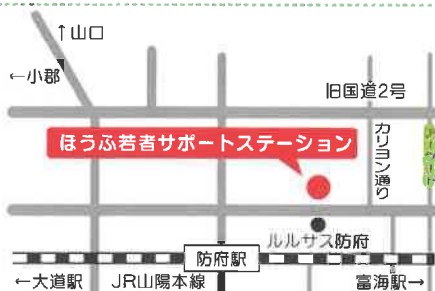 ↑山口
←小郡
旧国道2号
ほうふ若者サポートステーション
カリヨン通り
ルルサス防府
防府駅
←大道駅
JR山陽本線
富海駅→